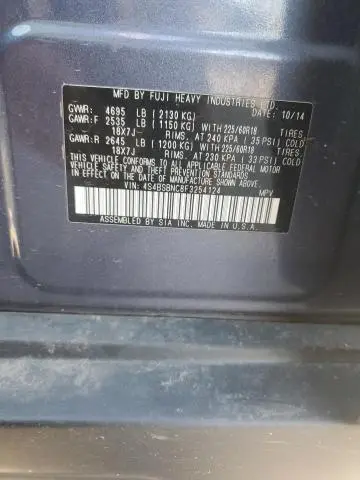 MFD BY FUJI HEAVY INDUSTRIES LTD.
GVWR: 4695 LB ( 2130 KG) DATE: 10/14
GAWR:F 2535 LB ( 1150 KG) WITH 225/60R18 TIRES,
18X7J RIMS, AT 240 KPA ( 35 PSI) COLD
GAWR:R 2645 LB ( 1200 KG) WITH 225/60R18 TIRES,
18X7J RIMS, AT 230 KPA ( 33 PSI) COLD
THIS VEHICLE CONFORMS TO ALL APPLICABLE FEDERAL MOTOR
VEHICLE SAFETY AND THEFT PREVENTION STANDARDS
IN EFFECT ON THE DATE OF MANUFACTURE SHOWN ABOVE.
VIN: 4S4BSBNC8F3254124 MPV
ASSEMBLED BY SIA INC. MADE IN U.S.A.